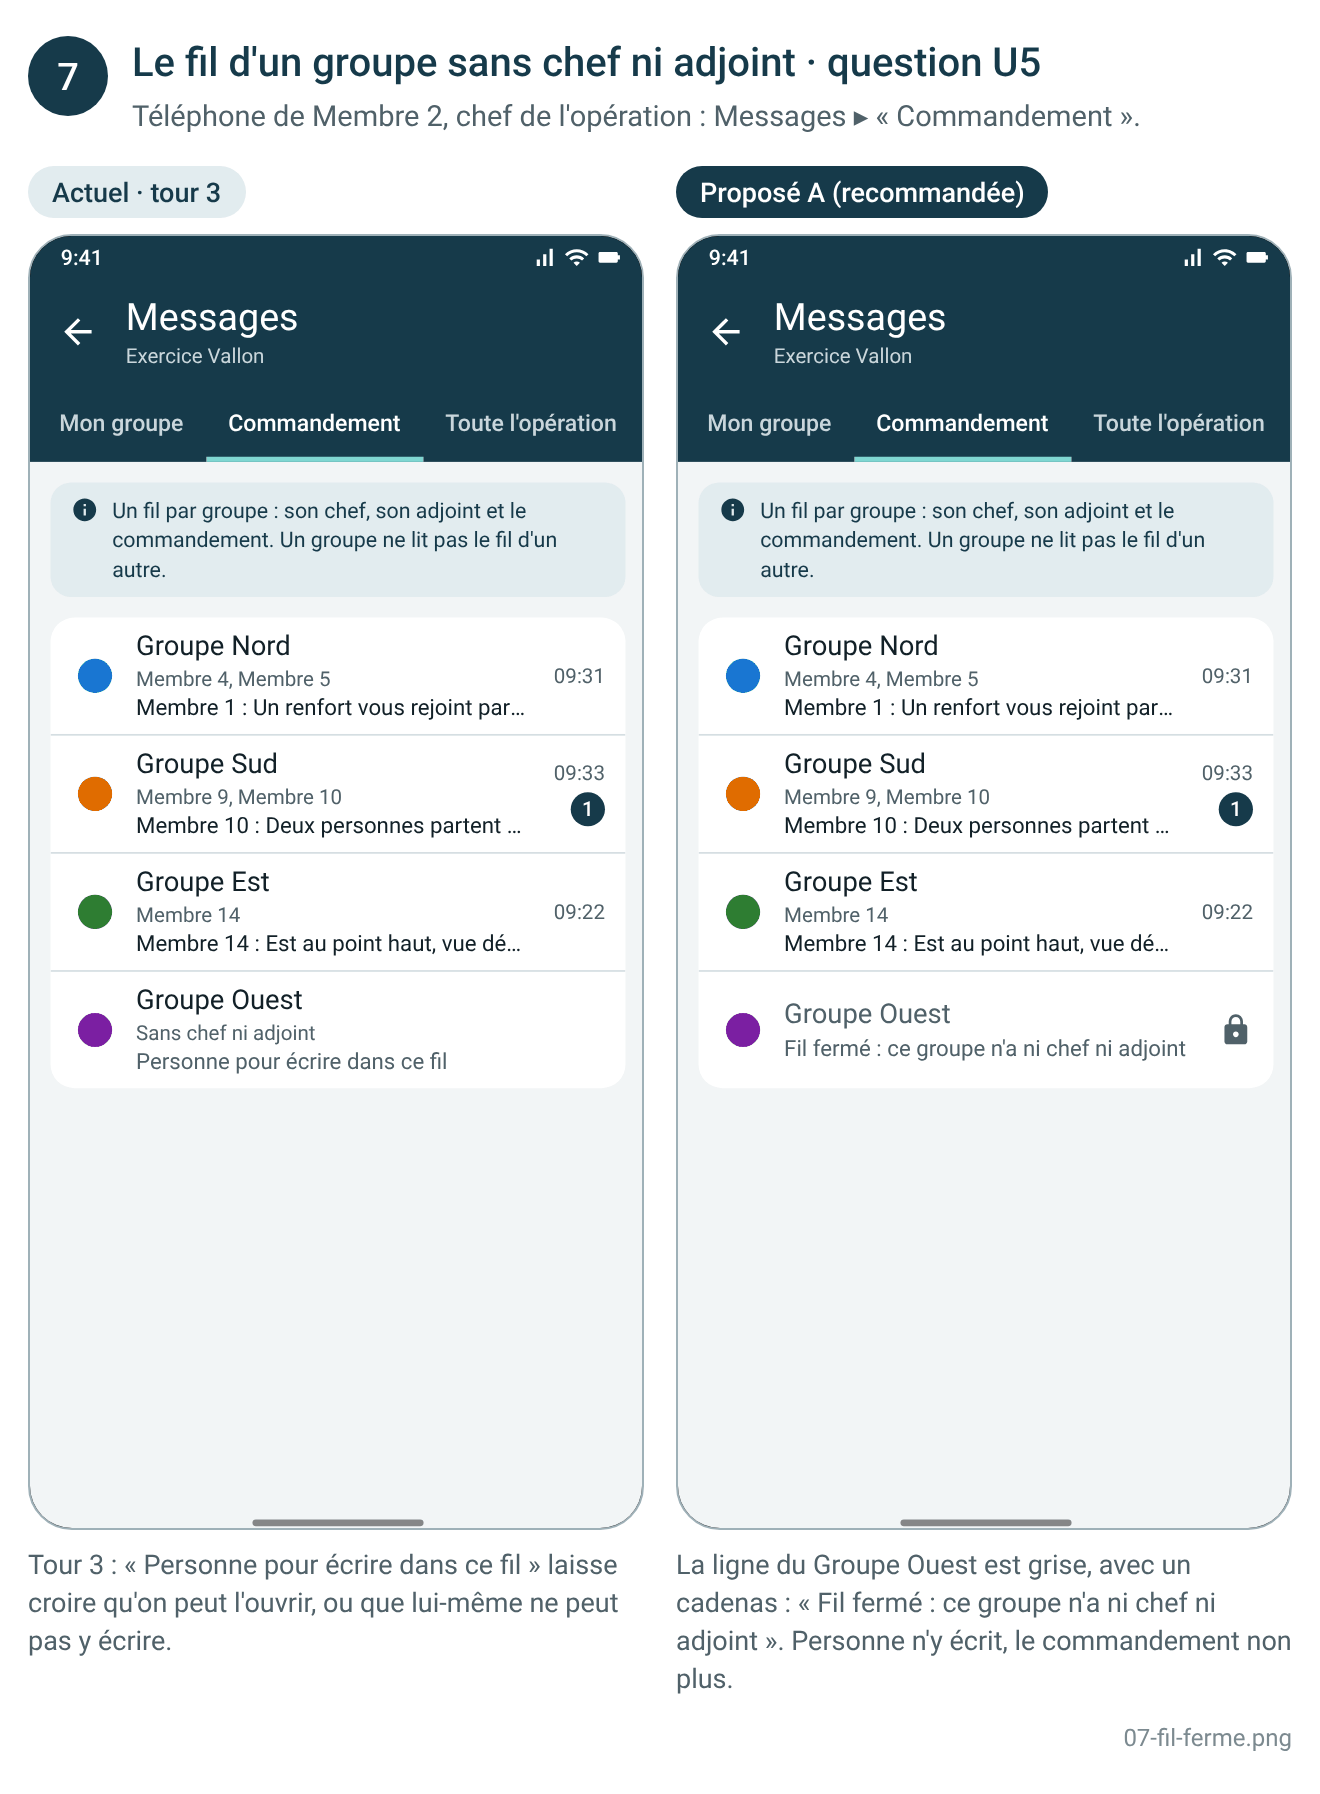 7
Le fil d'un groupe sans chef ni adjoint · question U5
Téléphone de Membre 2, chef de l'opération : Messages ▸ « Commandement ».
Actuel · tour 3
9:41
Messages
Exercice Vallon
Mon groupe
Commandement
Toute l'opération
Un fil par groupe : son chef, son adjoint et le
commandement. Un groupe ne lit pas le fil d'un
autre.
Groupe Nord
Membre 4, Membre 5
09:31
Membre 1 : Un renfort vous rejoint par…
Groupe Sud
09:33
Membre 9, Membre 10
1
Membre 10 : Deux personnes partent …
Groupe Est
Membre 14
09:22
Membre 14 : Est au point haut, vue dé…
Groupe Ouest
Sans chef ni adjoint
Personne pour écrire dans ce fil
Tour 3 : « Personne pour écrire dans ce fil » laisse
croire qu'on peut l'ouvrir, ou que lui-même ne peut
pas y écrire.
Proposé A (recommandée)
9:41
Messages
Exercice Vallon
Mon groupe
Commandement
Toute l'opération
Un fil par groupe : son chef, son adjoint et le
commandement. Un groupe ne lit pas le fil d'un
autre.
Groupe Nord
Membre 4, Membre 5
09:31
Membre 1 : Un renfort vous rejoint par…
Groupe Sud
09:33
Membre 9, Membre 10
1
Membre 10 : Deux personnes partent …
Groupe Est
Membre 14
09:22
Membre 14 : Est au point haut, vue dé…
Groupe Ouest
Fil fermé : ce groupe n'a ni chef ni adjoint
La ligne du Groupe Ouest est grise, avec un
cadenas : « Fil fermé : ce groupe n'a ni chef ni
adjoint ». Personne n'y écrit, le commandement non
plus.
07-fil-ferme.png